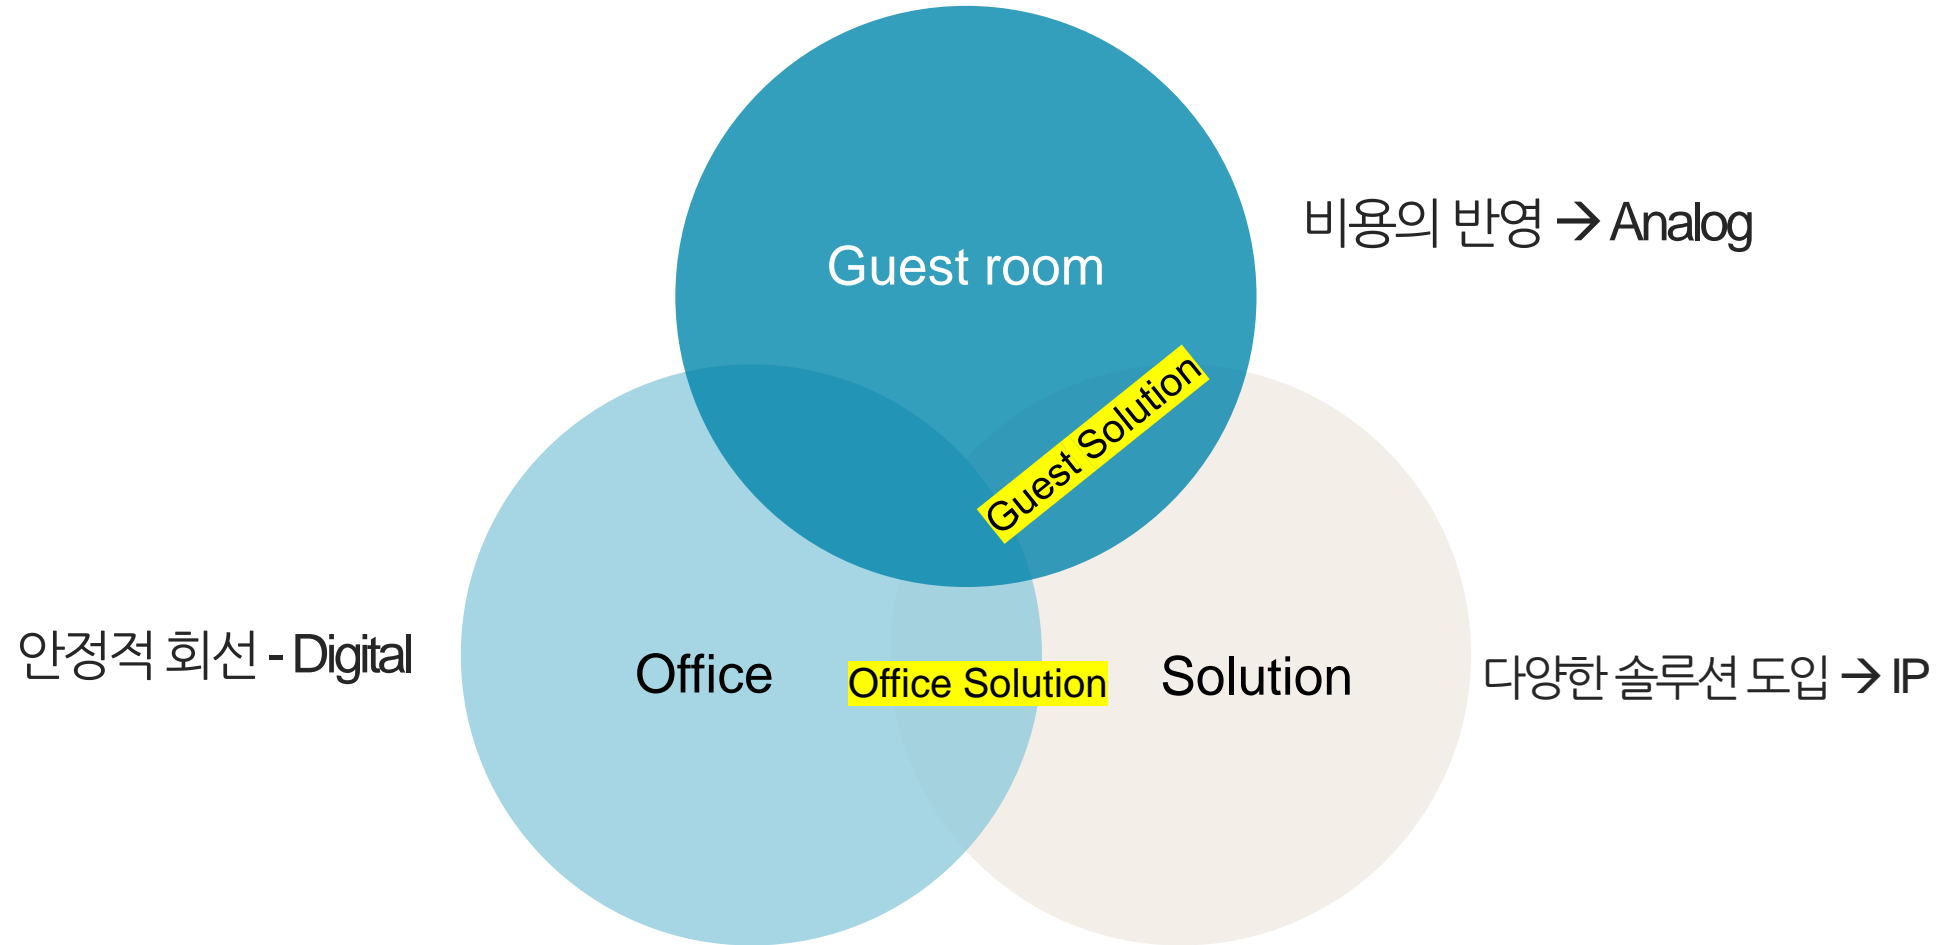 비용의 반영 → Analog
Guest room
Guest Solution
안정적 회선 - Digital
Office
Office Solution
Solution
다양한 솔루션 도입 → IP